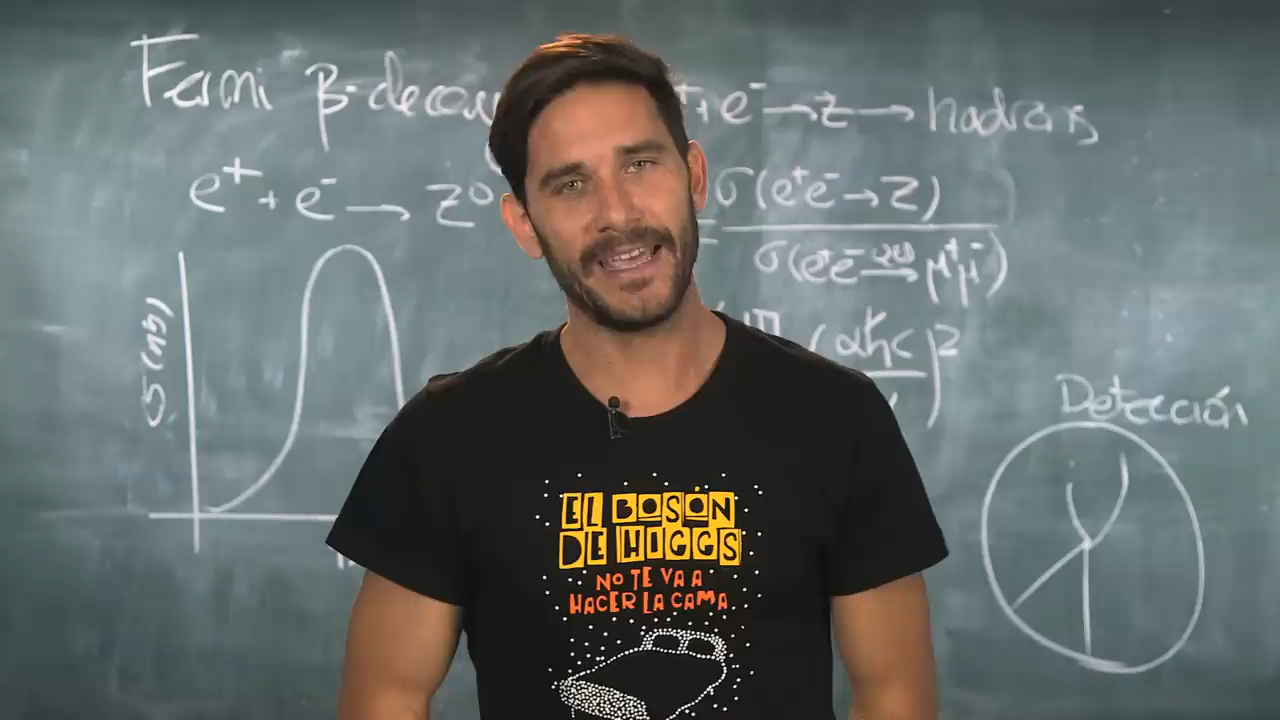 Fermi β-decay + e⁻ → Z → hadrons
e⁺ + e⁻ → Z⁰
= σ(e⁺e⁻ → Z)
σ(e⁺e⁻ → μ⁺μ⁻)
(αħc)²
σ(nb)
Detección
EL BOSÓN
DE HIGGS
NO TE VA A
HACER LA CAMA